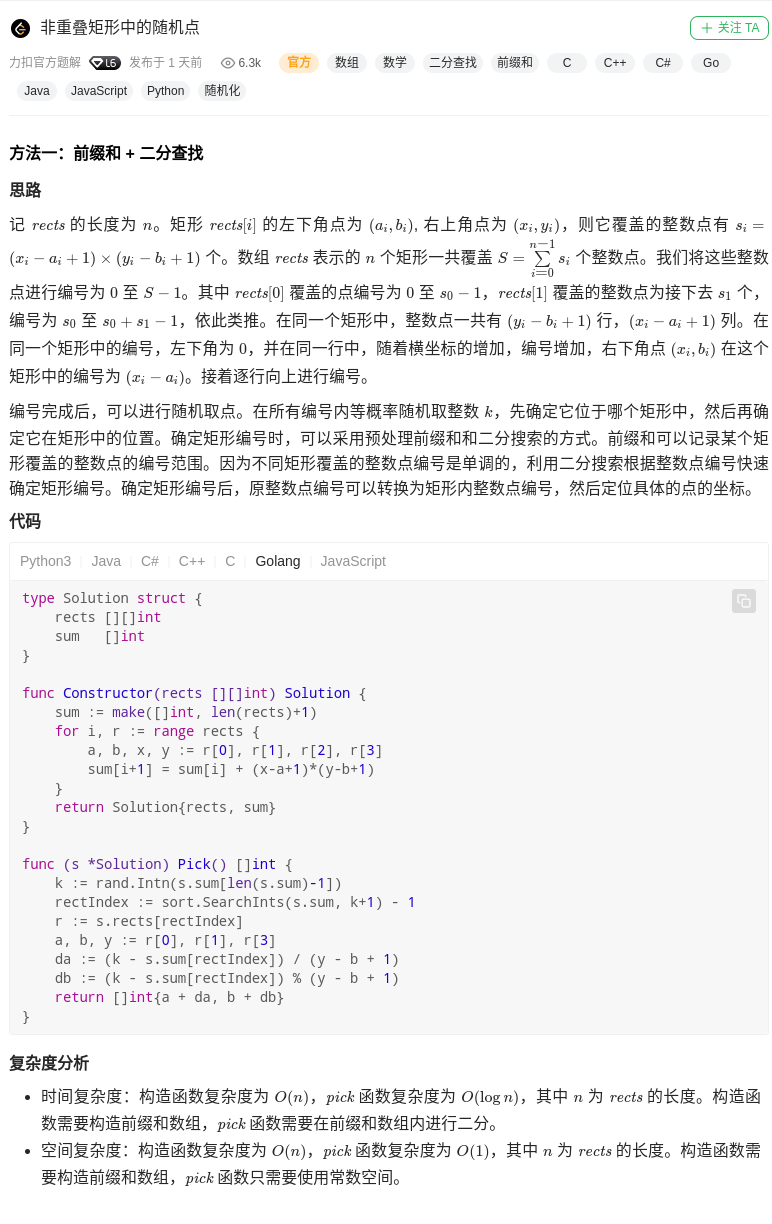 非重叠矩形中的随机点
关注 TA
力扣官方题解 L6 发布于 1 天前 6.3k 官方 数组 数学 二分查找 前缀和 C C++ C# Go
Java JavaScript Python 随机化
方法一：前缀和 + 二分查找
思路
记 rects 的长度为 n。矩形 rects[i] 的左下角点为 (a_i, b_i), 右上角点为 (x_i, y_i)，则它覆盖的整数点有 s_i =
(x_i − a_i + 1) × (y_i − b_i + 1) 个。数组 rects 表示的 n 个矩形一共覆盖 S = ∑_{i=0}^{n−1} s_i 个整数点。我们将这些整数
点进行编号为 0 至 S − 1。其中 rects[0] 覆盖的点编号为 0 至 s_0 − 1，rects[1] 覆盖的整数点为接下去 s_1 个，
编号为 s_0 至 s_0 + s_1 − 1，依此类推。在同一个矩形中，整数点一共有 (y_i − b_i + 1) 行，(x_i − a_i + 1) 列。在
同一个矩形中的编号，左下角为 0，并在同一行中，随着横坐标的增加，编号增加，右下角点 (x_i, b_i) 在这个
矩形中的编号为 (x_i − a_i)。接着逐行向上进行编号。
编号完成后，可以进行随机取点。在所有编号内等概率随机取整数 k，先确定它位于哪个矩形中，然后再确
定它在矩形中的位置。确定矩形编号时，可以采用预处理前缀和和二分搜索的方式。前缀和可以记录某个矩
形覆盖的整数点的编号范围。因为不同矩形覆盖的整数点编号是单调的，利用二分搜索根据整数点编号快速
确定矩形编号。确定矩形编号后，原整数点编号可以转换为矩形内整数点编号，然后定位具体的点的坐标。
代码
Python3 Java C# C++ C Golang JavaScript
type Solution struct {
    rects [][]int
    sum   []int
}
func Constructor(rects [][]int) Solution {
    sum := make([]int, len(rects)+1)
    for i, r := range rects {
        a, b, x, y := r[0], r[1], r[2], r[3]
        sum[i+1] = sum[i] + (x-a+1)*(y-b+1)
    }
    return Solution{rects, sum}
}
func (s *Solution) Pick() []int {
    k := rand.Intn(s.sum[len(s.sum)-1])
    rectIndex := sort.SearchInts(s.sum, k+1) - 1
    r := s.rects[rectIndex]
    a, b, y := r[0], r[1], r[3]
    da := (k - s.sum[rectIndex]) / (y - b + 1)
    db := (k - s.sum[rectIndex]) % (y - b + 1)
    return []int{a + da, b + db}
}
复杂度分析
• 时间复杂度：构造函数复杂度为 O(n)，pick 函数复杂度为 O(log n)，其中 n 为 rects 的长度。构造函
数需要构造前缀和数组，pick 函数需要在前缀和数组内进行二分。
• 空间复杂度：构造函数复杂度为 O(n)，pick 函数复杂度为 O(1)，其中 n 为 rects 的长度。构造函数需
要构造前缀和数组，pick 函数只需要使用常数空间。